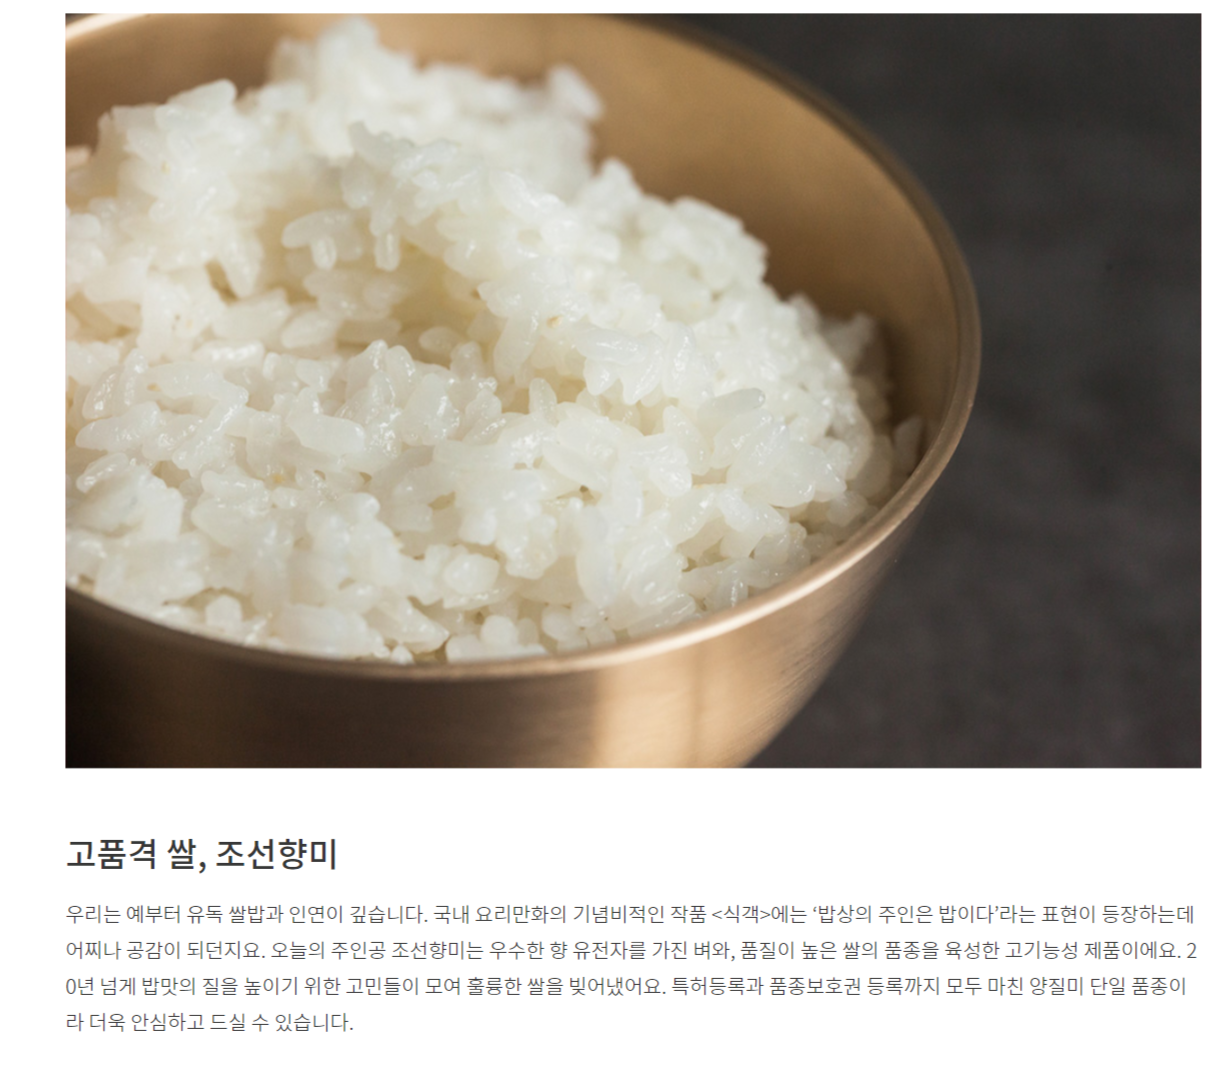 고품격 쌀, 조선향미
우리는 예부터 유독 쌀밥과 인연이 깊습니다. 국내 요리만화의 기념비적인 작품 <식객>에는 ‘밥상의 주인은 밥이다’라는 표현이 등장하는데
어찌나 공감이 되던지요. 오늘의 주인공 조선향미는 우수한 향 유전자를 가진 벼와, 품질이 높은 쌀의 품종을 육성한 고기능성 제품이에요. 2
0년 넘게 밥맛의 질을 높이기 위한 고민들이 모여 훌륭한 쌀을 빚어냈어요. 특허등록과 품종보호권 등록까지 모두 마친 양질미 단일 품종이
라 더욱 안심하고 드실 수 있습니다.